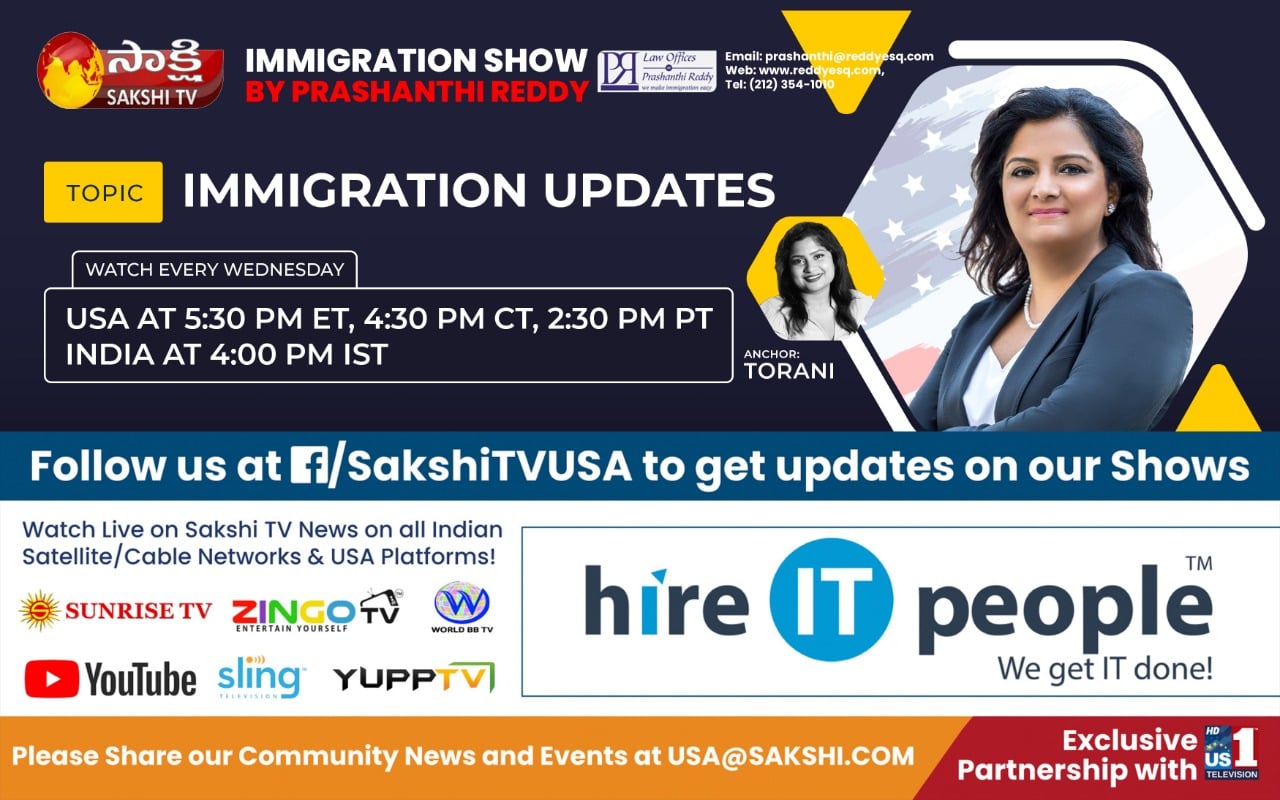 సాక్షి
SAKSHI TV
IMMIGRATION SHOW
BY PRASHANTHI REDDY
PR
Law Offices
of
Prashanthi Reddy
we make immigration easy
Email: prashanthi@reddyesq.com
Web: www.reddyesq.com,
Tel: (212) 354-1010
TOPIC
IMMIGRATION UPDATES
WATCH EVERY WEDNESDAY
USA AT 5:30 PM ET, 4:30 PM CT, 2:30 PM PT
INDIA AT 4:00 PM IST
ANCHOR:
TORANI
Follow us at f/SakshiTVUSA to get updates on our Shows
Watch Live on Sakshi TV News on all Indian
Satellite/Cable Networks & USA Platforms!
S SUNRISE TV
ZINGO TV
ENTERTAIN YOURSELF
W
WORLD BB TV
YouTube
sling
TELEVISION
YUPPTV
hire IT people™
We get IT done!
Please Share our Community News and Events at USA@SAKSHI.COM
Exclusive
Partnership with
HD
US 1
TELEVISION